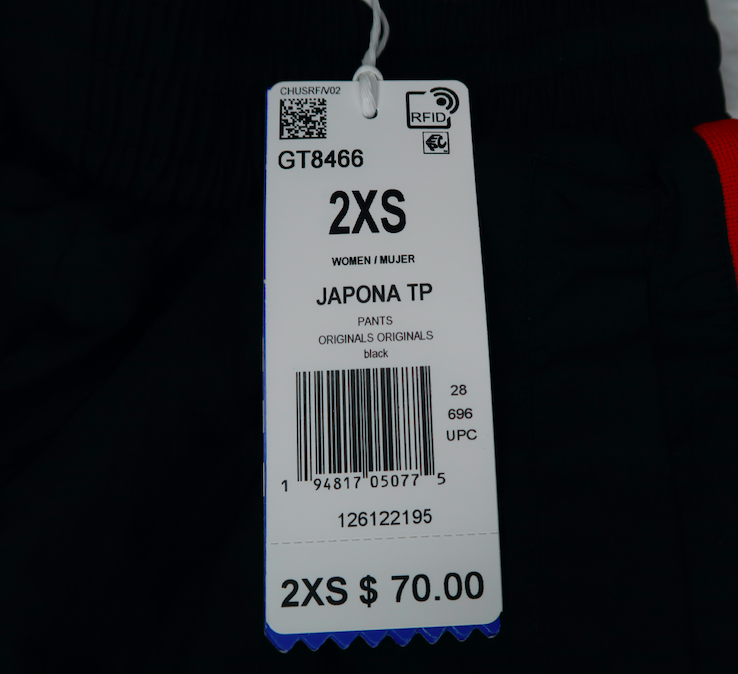 CHUSRF/V02
RFID
GT8466
2XS
WOMEN / MUJER
JAPONA TP
PANTS
ORIGINALS ORIGINALS
black
28
696
UPC
1 94817 05077 5
126122195
2XS $ 70.00